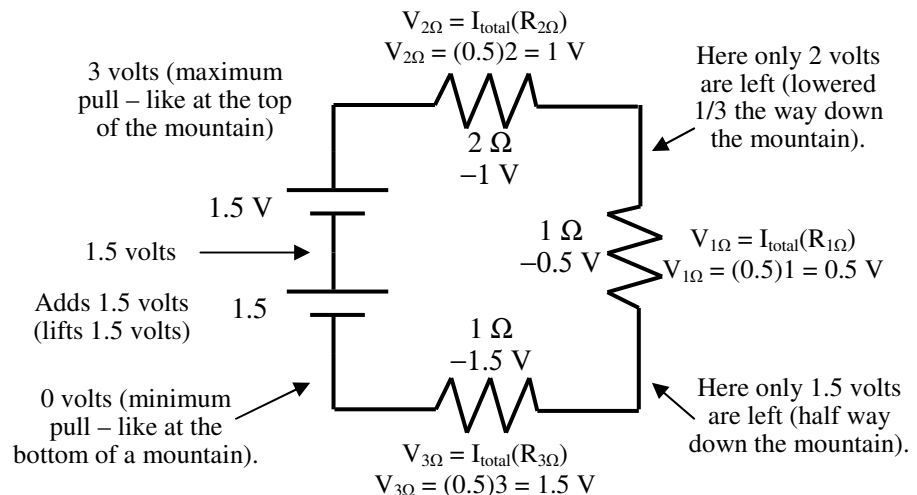 V2Ω = Itotal(R2Ω)
V2Ω = (0.5)2 = 1 V
3 volts (maximum
pull – like at the top
of the mountain)
Here only 2 volts
are left (lowered
1/3 the way down
the mountain).
2 Ω
–1 V
1.5 V
1.5 volts
1 Ω
–0.5 V
V1Ω = Itotal(R1Ω)
V1Ω = (0.5)1 = 0.5 V
Adds 1.5 volts
(lifts 1.5 volts)
1.5
1 Ω
–1.5 V
0 volts (minimum
pull – like at the
bottom of a mountain).
Here only 1.5 volts
are left (half way
down the mountain).
V3Ω = Itotal(R3Ω)
V3Ω = (0.5)3 = 1.5 V